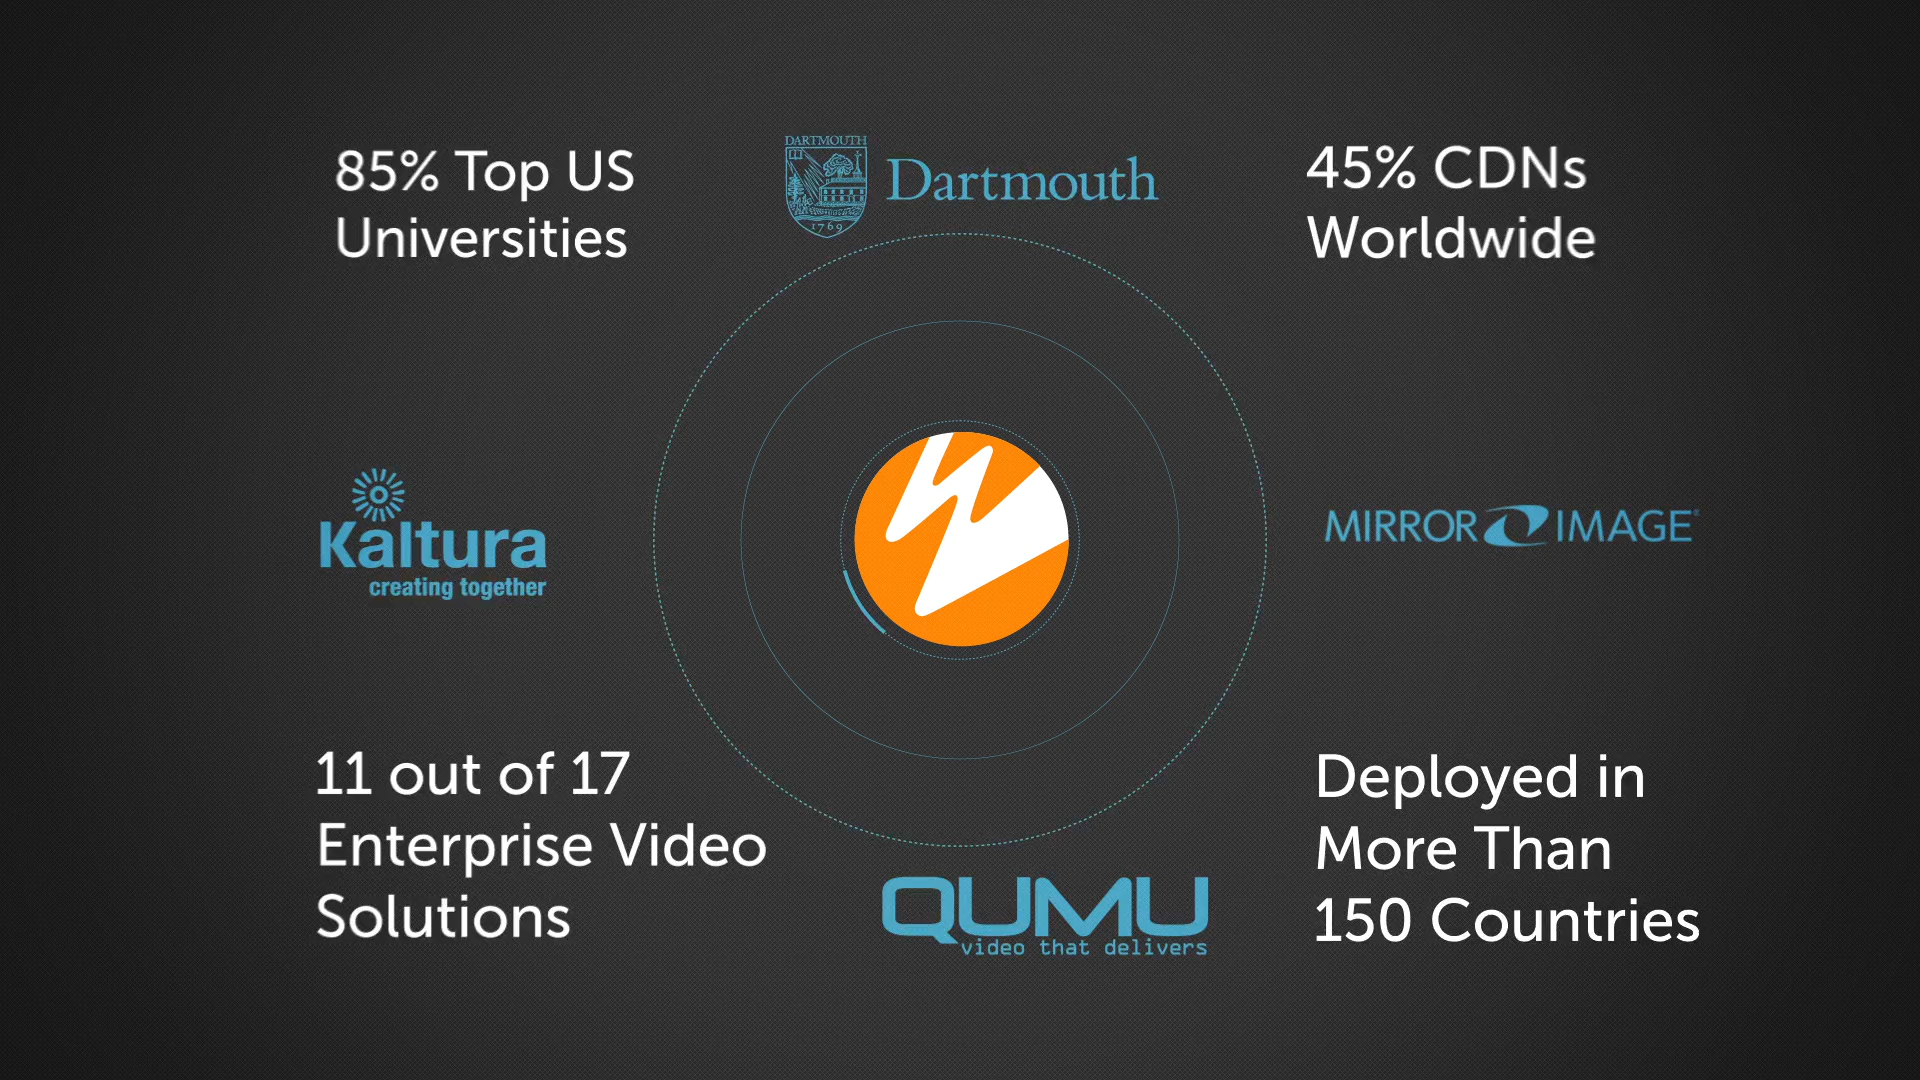 85% Top US
Universities
DARTMOUTH
1769
Dartmouth
45% CDNs
Worldwide
Kaltura
creating together
MIRROR IMAGE®
11 out of 17
Enterprise Video
Solutions
QUMU
video that delivers
Deployed in
More Than
150 Countries